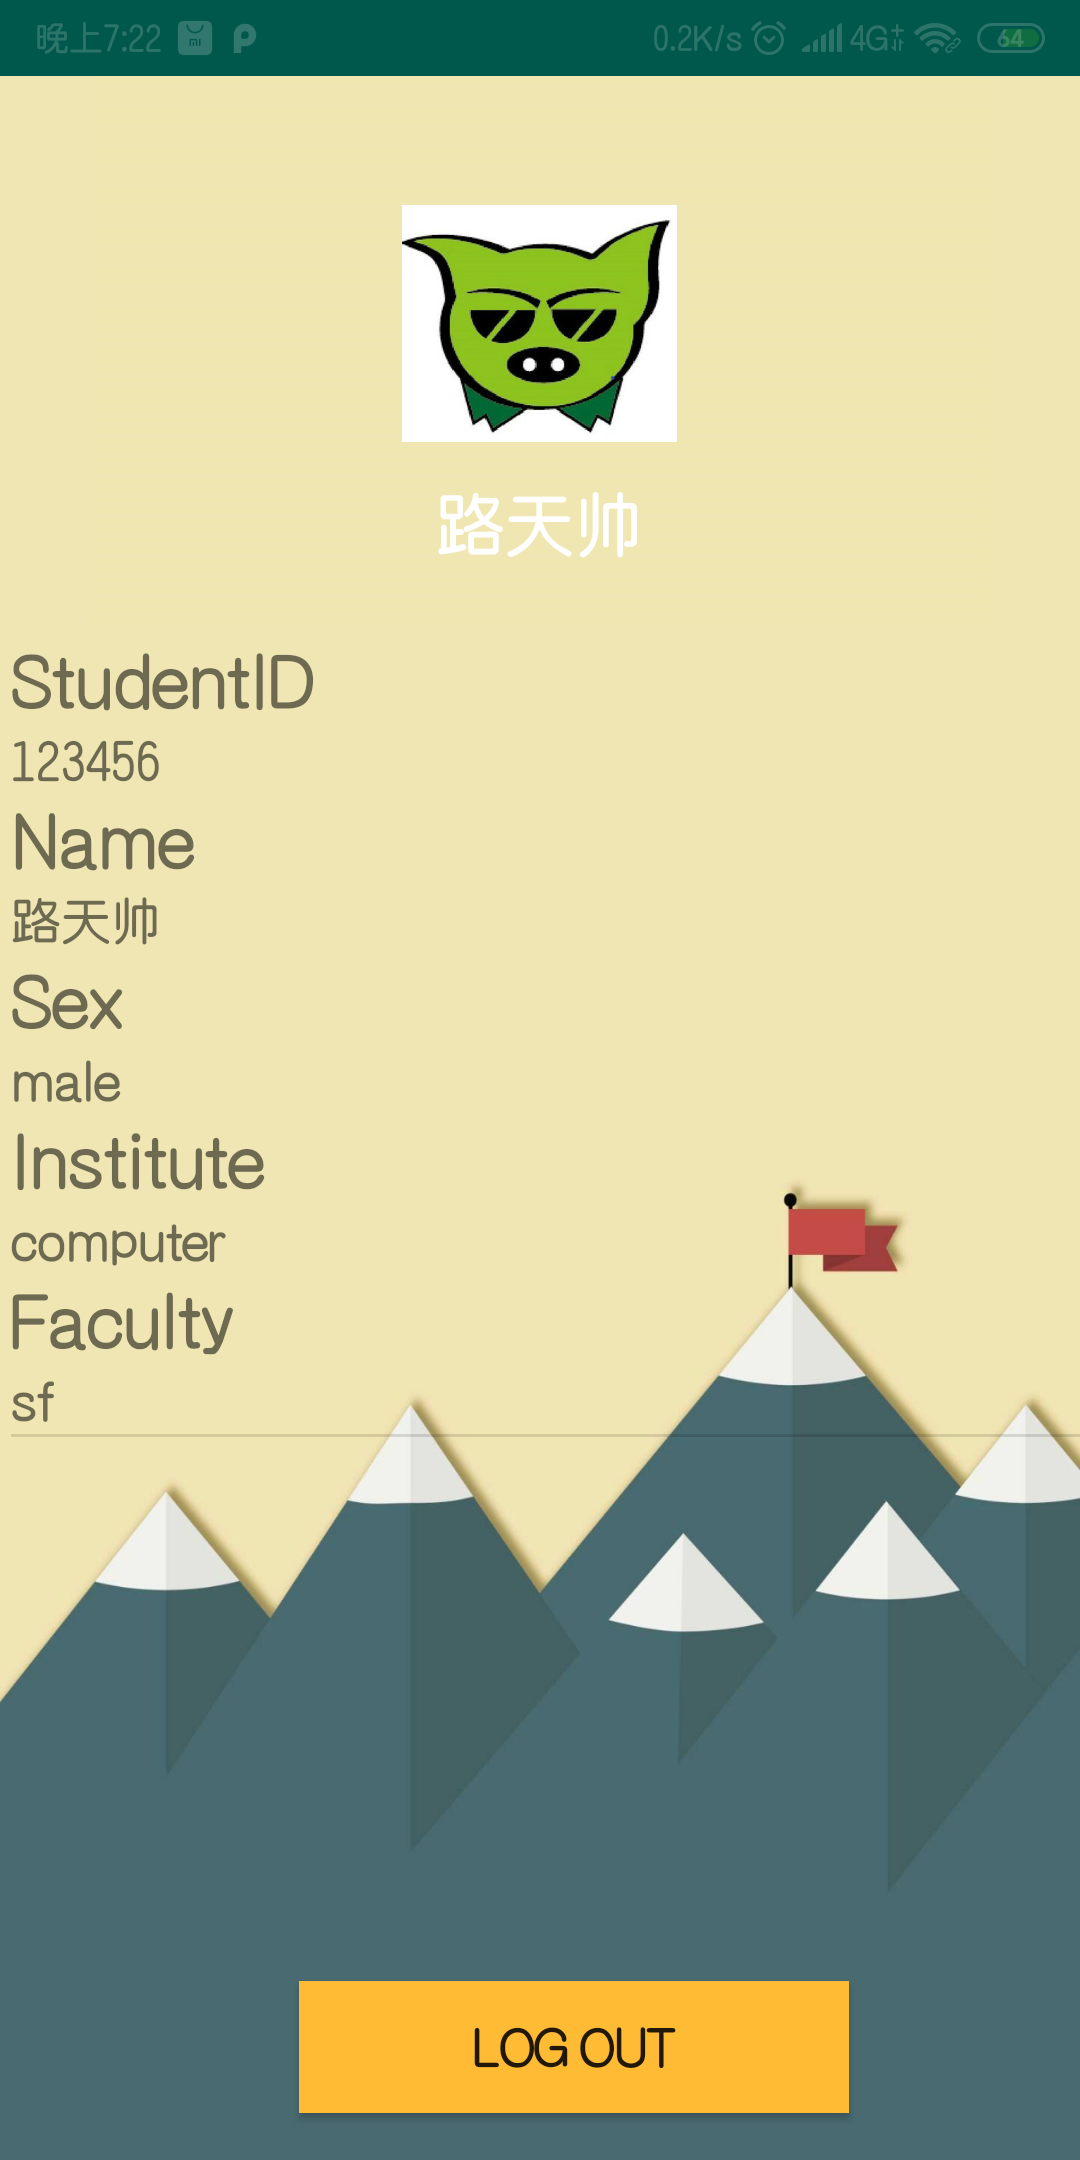 晚上7:22 mi P 0.2K/s 4G 64
路天帅
StudentID
123456
Name
路天帅
Sex
male
Institute
computer
Faculty
sf
LOG OUT